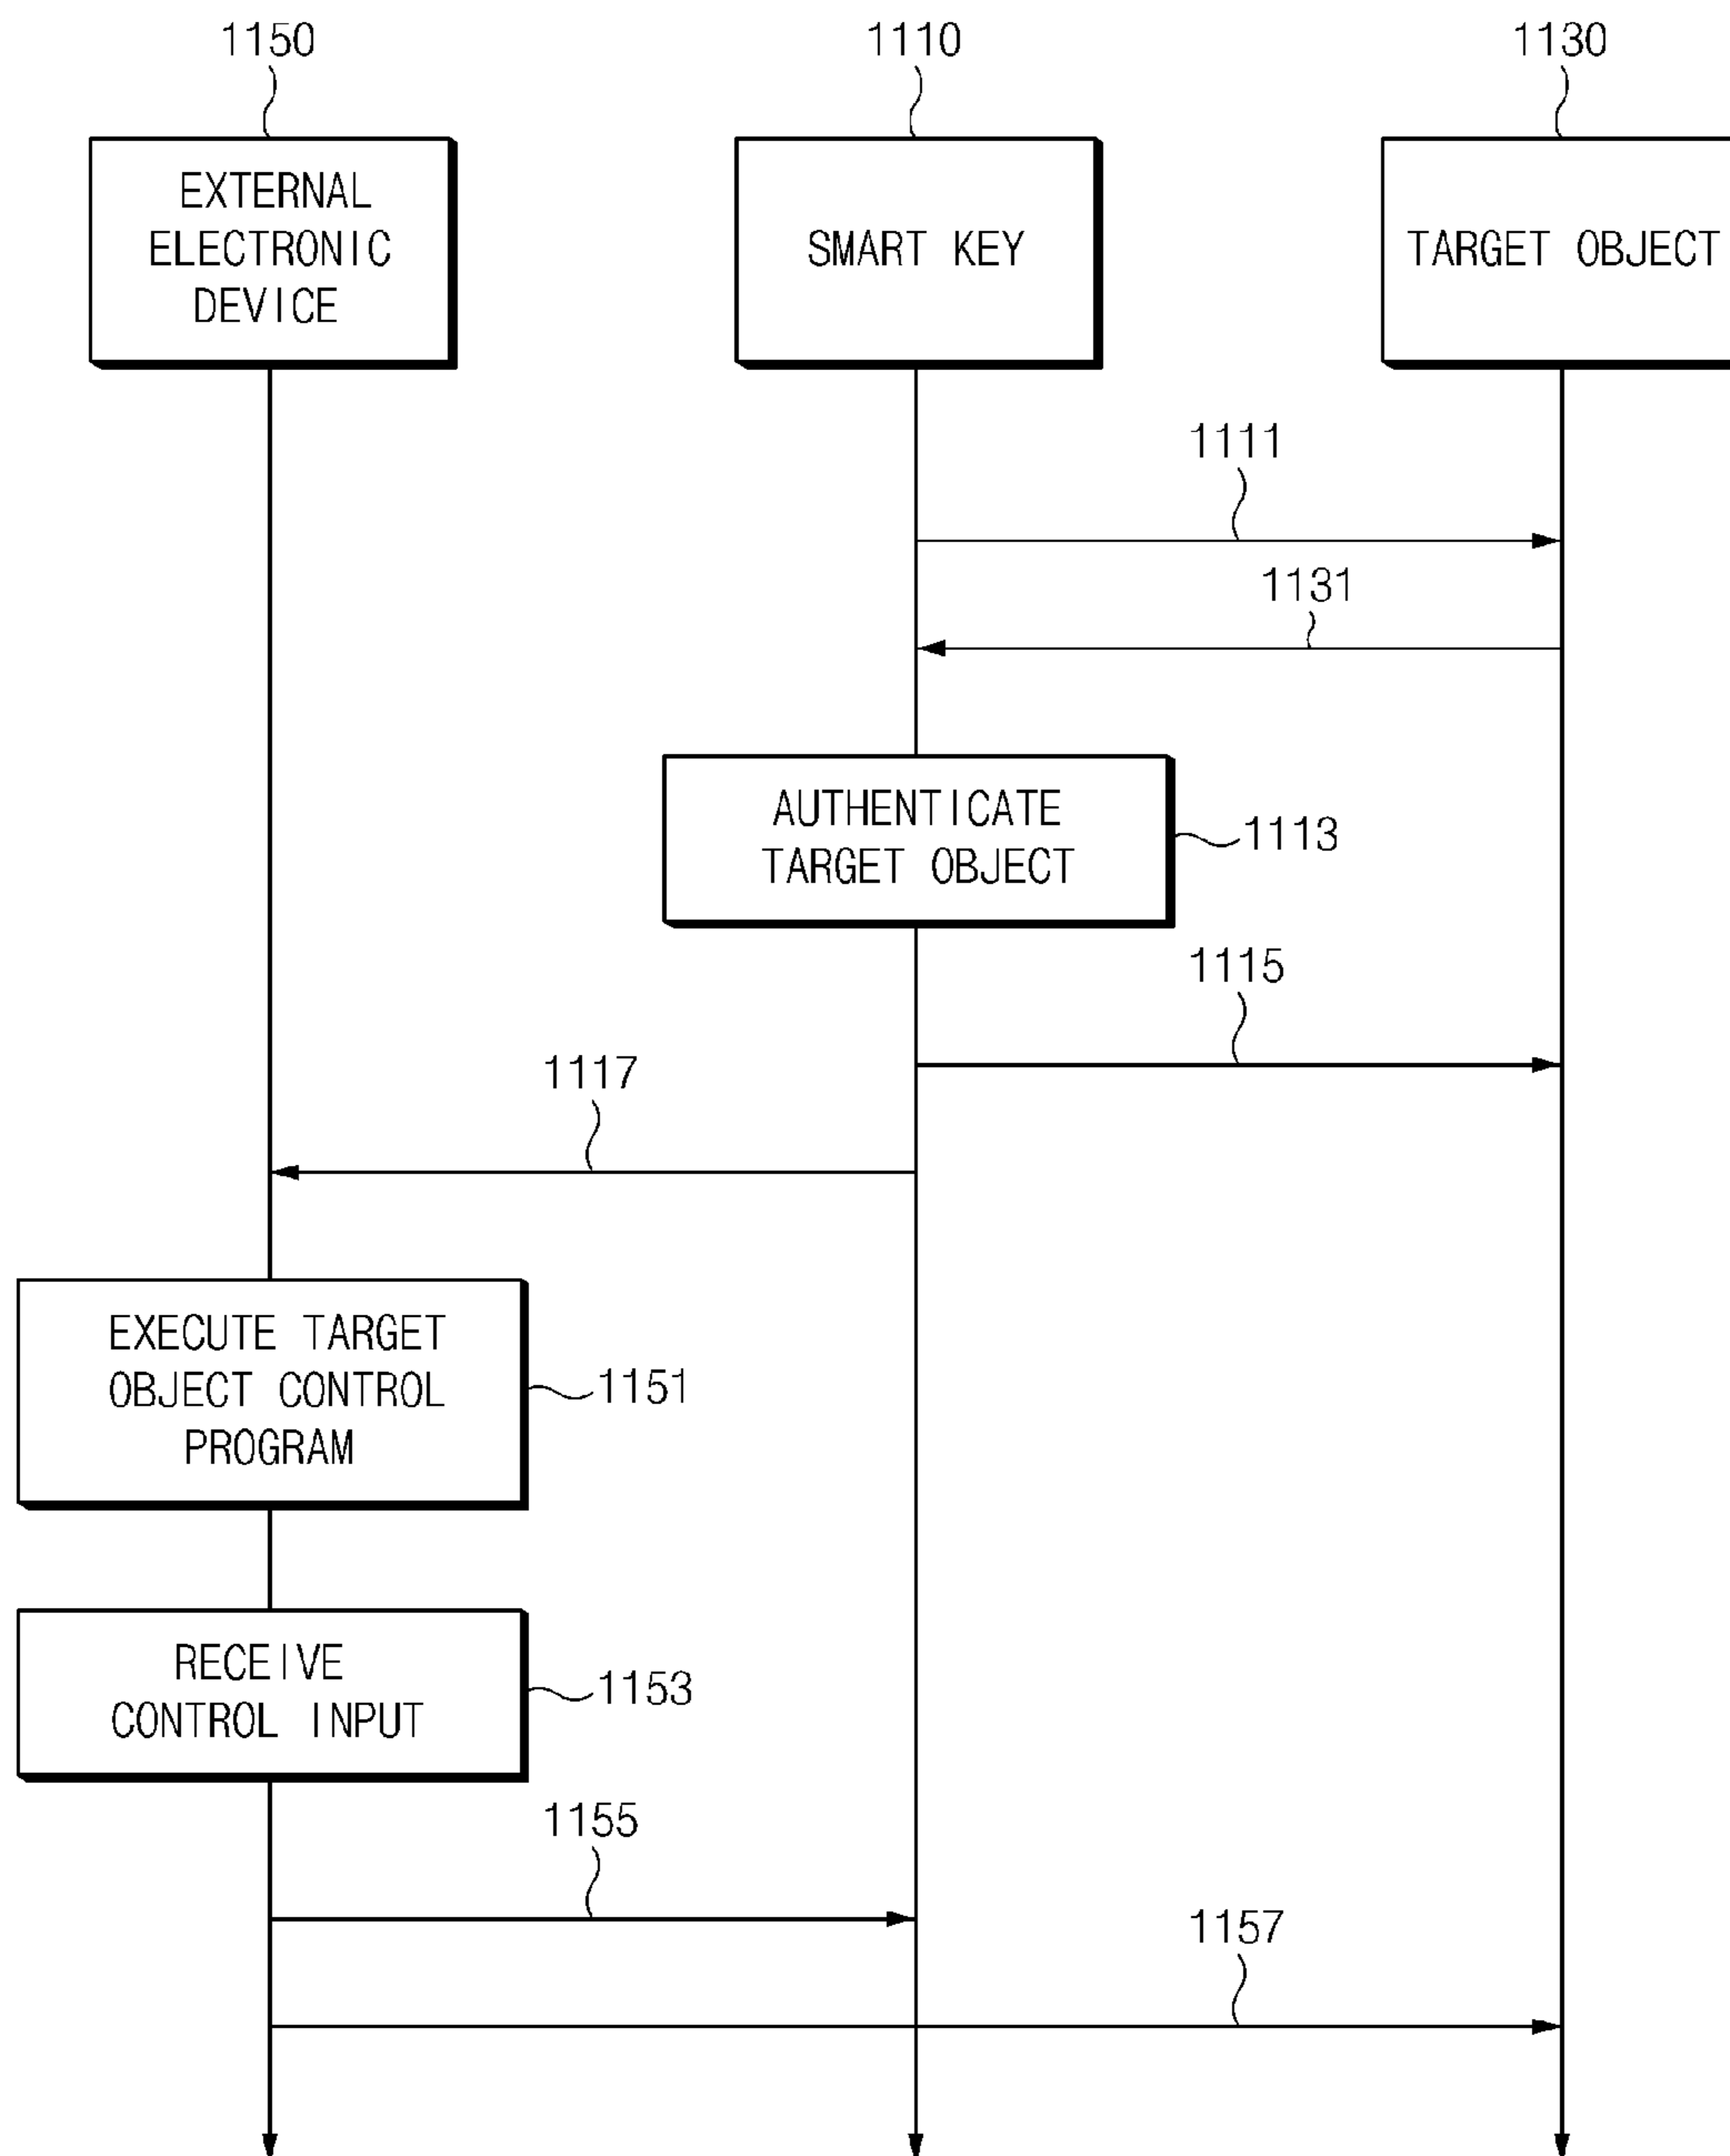 1150
1110
1130
EXTERNAL
ELECTRONIC
DEVICE
SMART KEY
TARGET OBJECT
1111
1131
AUTHENTICATE
TARGET OBJECT
1113
1115
1117
EXECUTE TARGET
OBJECT CONTROL
PROGRAM
1151
RECEIVE
CONTROL INPUT
1153
1155
1157